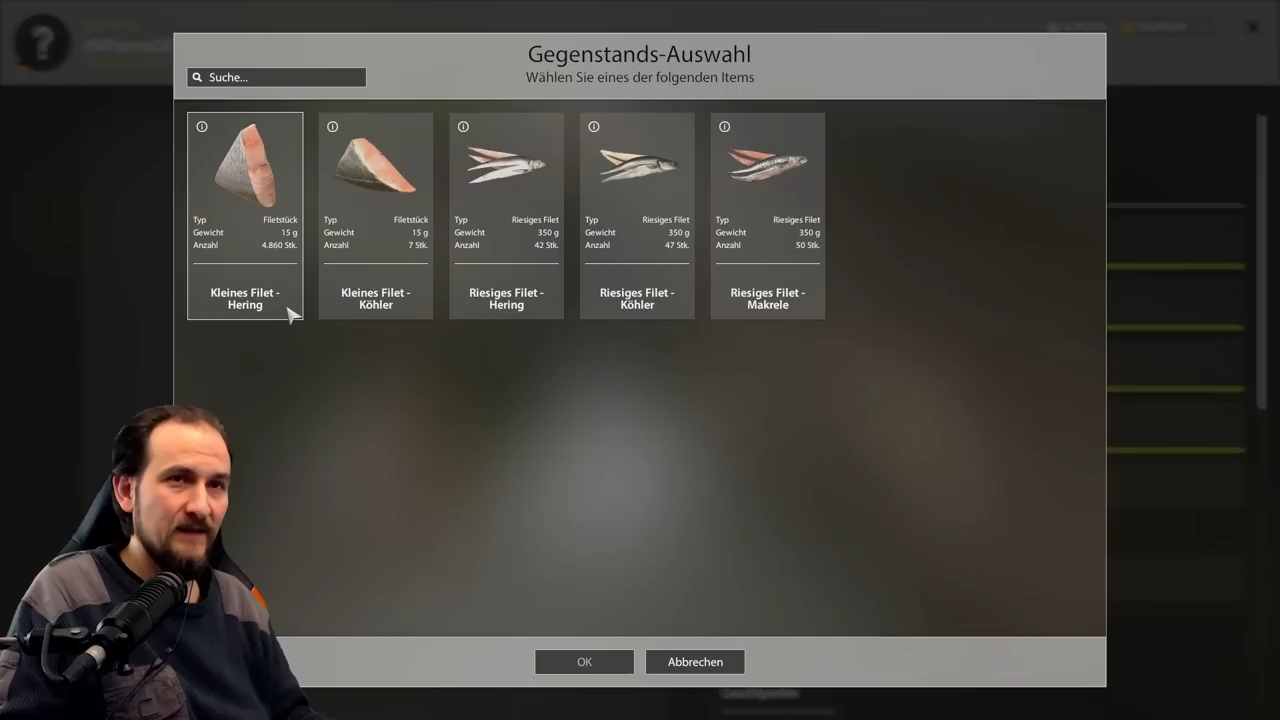 Gegenstands-Auswahl
Wählen Sie eines der folgenden Items
Suche...
Typ Filetstück
Gewicht 15 g
Anzahl 4.860 Stk.
Kleines Filet -
Hering
Typ Filetstück
Gewicht 15 g
Anzahl 7 Stk.
Kleines Filet -
Köhler
Typ Riesiges Filet
Gewicht 350 g
Anzahl 42 Stk.
Riesiges Filet -
Hering
Typ Riesiges Filet
Gewicht 350 g
Anzahl 47 Stk.
Riesiges Filet -
Köhler
Typ Riesiges Filet
Gewicht 350 g
Anzahl 50 Stk.
Riesiges Filet -
Makrele
OK
Abbrechen